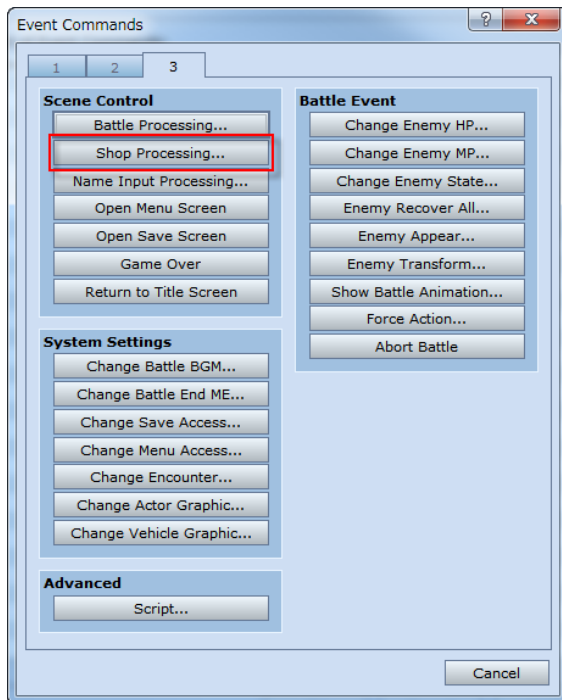 Event Commands
?
X
1
2
3
Scene Control
Battle Processing...
Shop Processing...
Name Input Processing...
Open Menu Screen
Open Save Screen
Game Over
Return to Title Screen
System Settings
Change Battle BGM...
Change Battle End ME...
Change Save Access...
Change Menu Access...
Change Encounter...
Change Actor Graphic...
Change Vehicle Graphic...
Advanced
Script...
Battle Event
Change Enemy HP...
Change Enemy MP...
Change Enemy State...
Enemy Recover All...
Enemy Appear...
Enemy Transform...
Show Battle Animation...
Force Action...
Abort Battle
Cancel